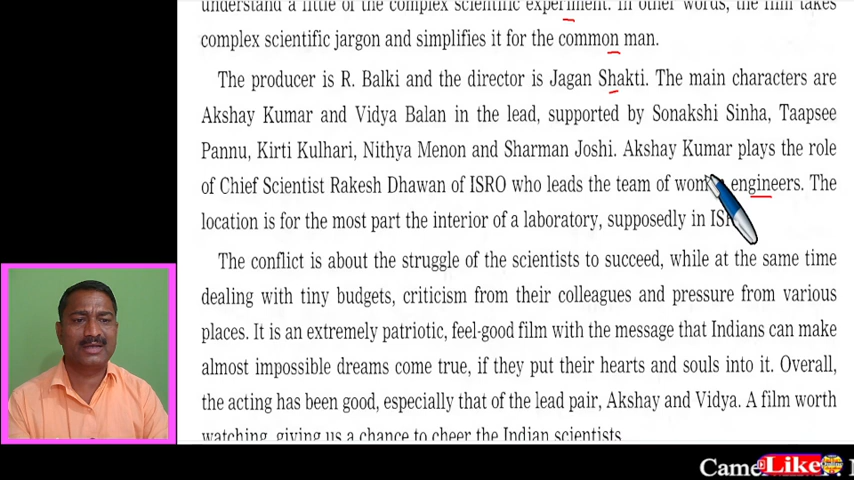 understand a little of the complex scientific experiment. In other words, the film takes
complex scientific jargon and simplifies it for the common man.
The producer is R. Balki and the director is Jagan Shakti. The main characters are
Akshay Kumar and Vidya Balan in the lead, supported by Sonakshi Sinha, Taapsee
Pannu, Kirti Kulhari, Nithya Menon and Sharman Joshi. Akshay Kumar plays the role
of Chief Scientist Rakesh Dhawan of ISRO who leads the team of engineers. The
location is for the most part the interior of a laboratory, supposedly in
The conflict is about the struggle of the scientists to succeed, while at the same time
dealing with tiny budgets, criticism from their colleagues and pressure from various
places. It is an extremely patriotic, feel-good film with the message that Indians can make
almost impossible dreams come true, if they put their hearts and souls into it. Overall,
the acting has been good, especially that of the lead pair, Akshay and Vidya. A film worth
watching, giving us a chance to cheer the Indian scientists
Like